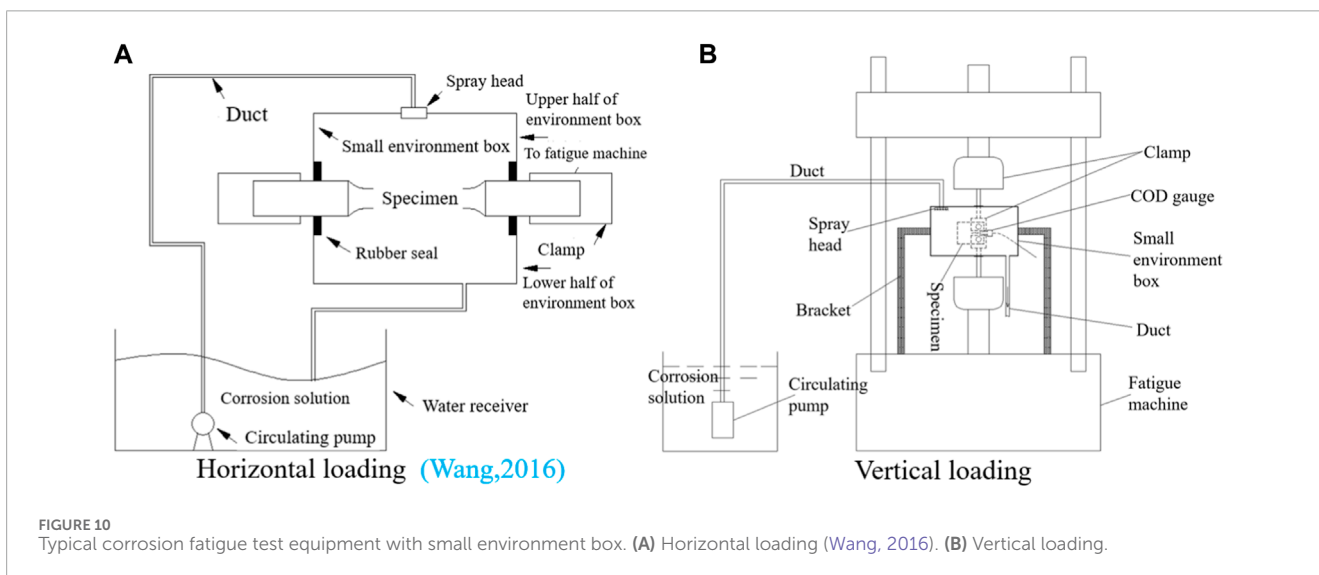 A
Spray head
Duct
Upper half of
environment box
Small environment box
To fatigue machine
Specimen
Rubber seal
Clamp
Lower half of
environment box
Corrosion solution
Water receiver
Circulating pump
Horizontal loading (Wang,2016)
B
Duct
Clamp
COD gauge
Spray
head
Small
environment
box
Bracket
Specimen
Duct
Corrosion
solution
Circulating
pump
Fatigue
machine
Vertical loading
FIGURE 10
Typical corrosion fatigue test equipment with small environment box. (A) Horizontal loading (Wang, 2016). (B) Vertical loading.